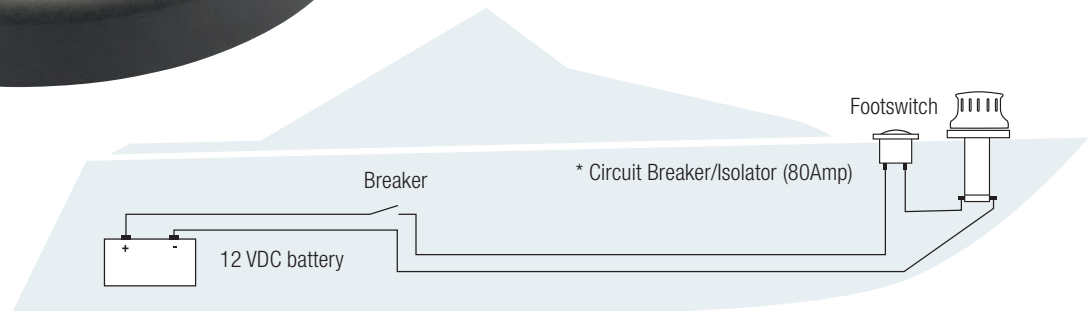 Footswitch
* Circuit Breaker/Isolator (80Amp)
Breaker
+ -
12 VDC battery